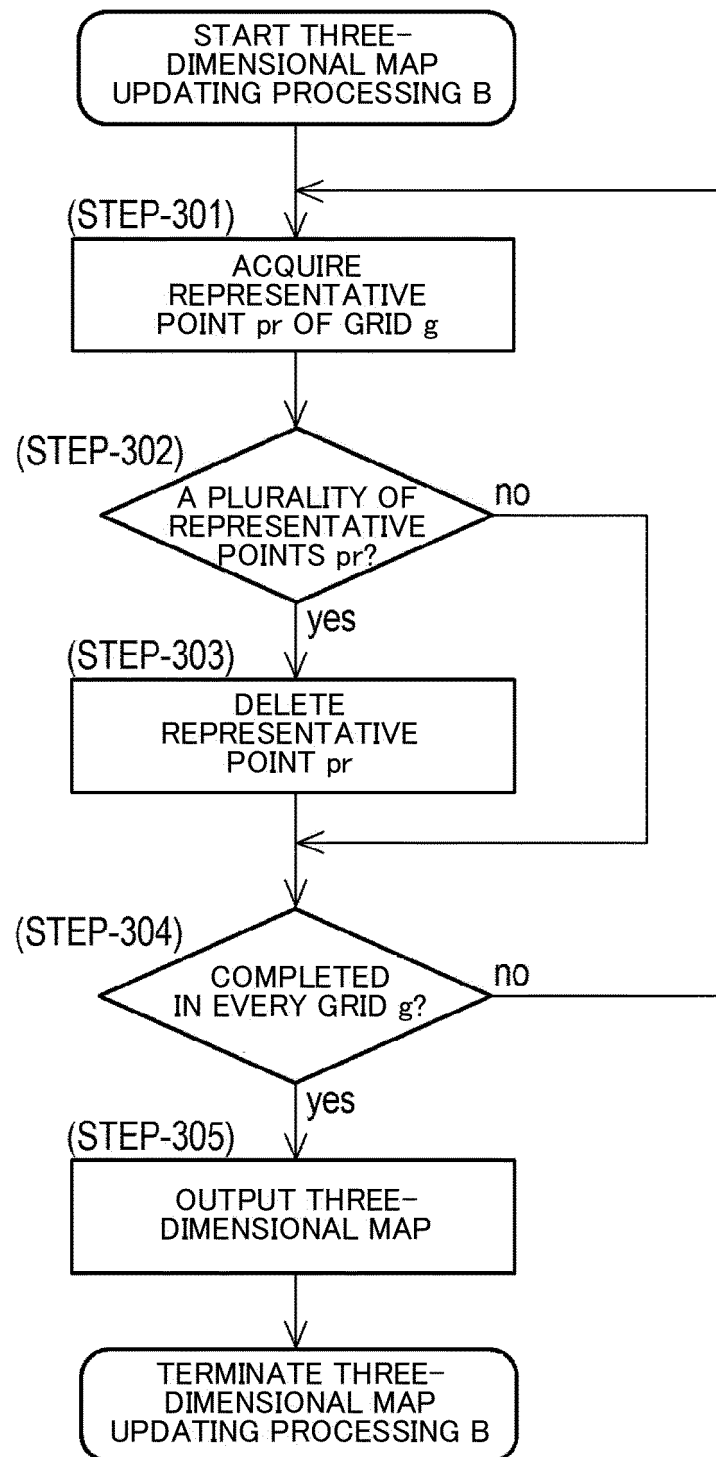 START THREE-
DIMENSIONAL MAP
UPDATING PROCESSING B
(STEP-301)
ACQUIRE
REPRESENTATIVE
POINT pr OF GRID g
(STEP-302)
A PLURALITY OF
REPRESENTATIVE
POINTS pr?
no
yes
(STEP-303)
DELETE
REPRESENTATIVE
POINT pr
(STEP-304)
COMPLETED
IN EVERY GRID g?
no
yes
(STEP-305)
OUTPUT THREE-
DIMENSIONAL MAP
TERMINATE THREE-
DIMENSIONAL MAP
UPDATING PROCESSING B